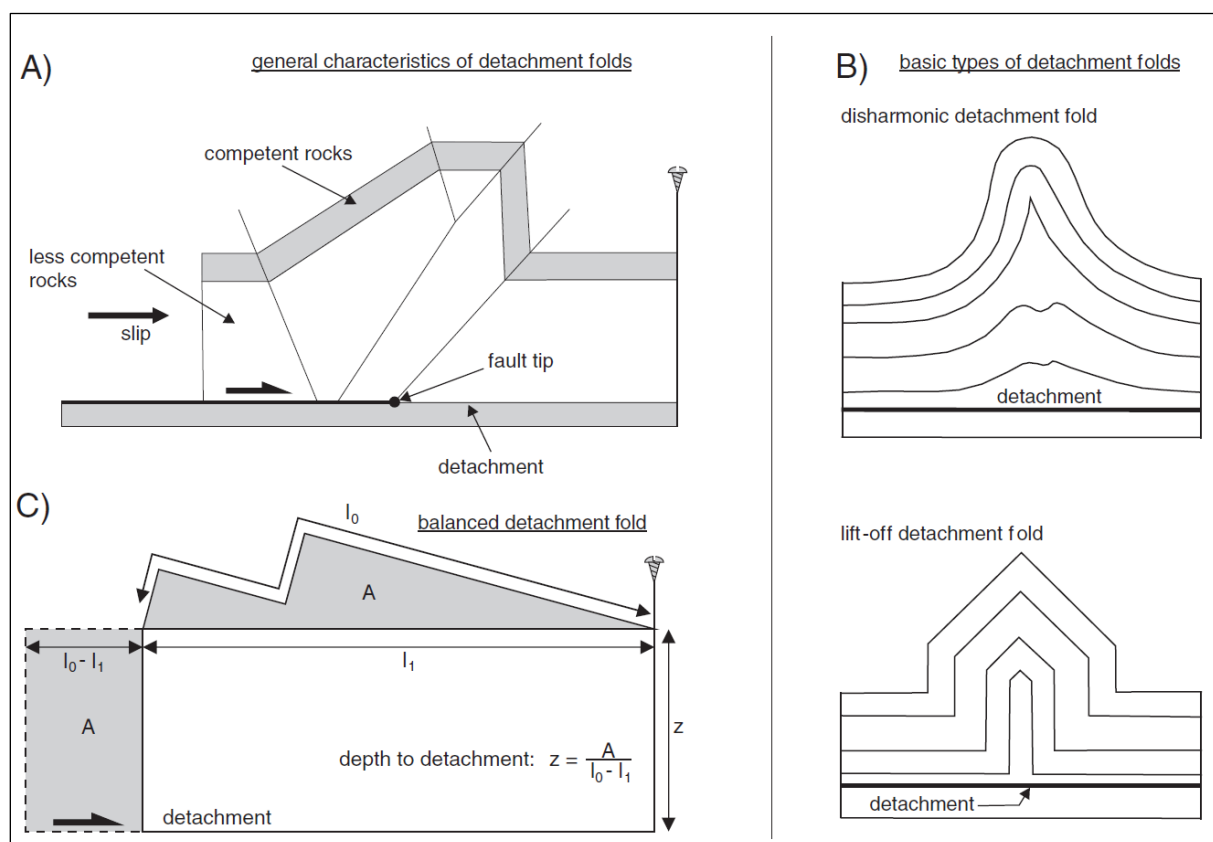 A)
general characteristics of detachment folds
competent rocks
less competent
rocks
slip
fault tip
detachment
B)
basic types of detachment folds
disharmonic detachment fold
detachment
lift-off detachment fold
detachment
C)
balanced detachment fold
l₀
A
l₀ - l₁
l₁
A
z
depth to detachment: z = A
l₀ - l₁
detachment